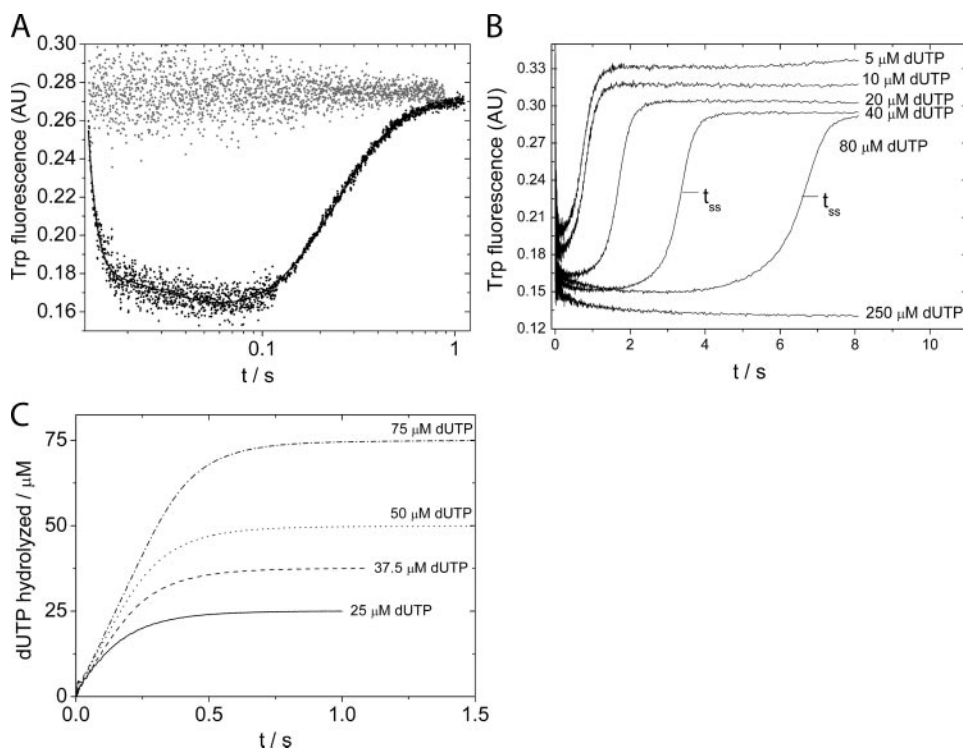 A
0.30
0.28
0.26
0.24
0.22
0.20
0.18
0.16
Trp fluorescence (AU)
0.1
1
t / s
B
0.33
0.30
0.27
0.24
0.21
0.18
0.15
0.12
Trp fluorescence (AU)
5 μM dUTP
10 μM dUTP
20 μM dUTP
40 μM dUTP
80 μM dUTP
tss
tss
250 μM dUTP
0 2 4 6 8 10
t / s
C
75
50
25
0
dUTP hydrolized / μM
75 μM dUTP
50 μM dUTP
37.5 μM dUTP
25 μM dUTP
0.0 0.5 1.0 1.5
t / s